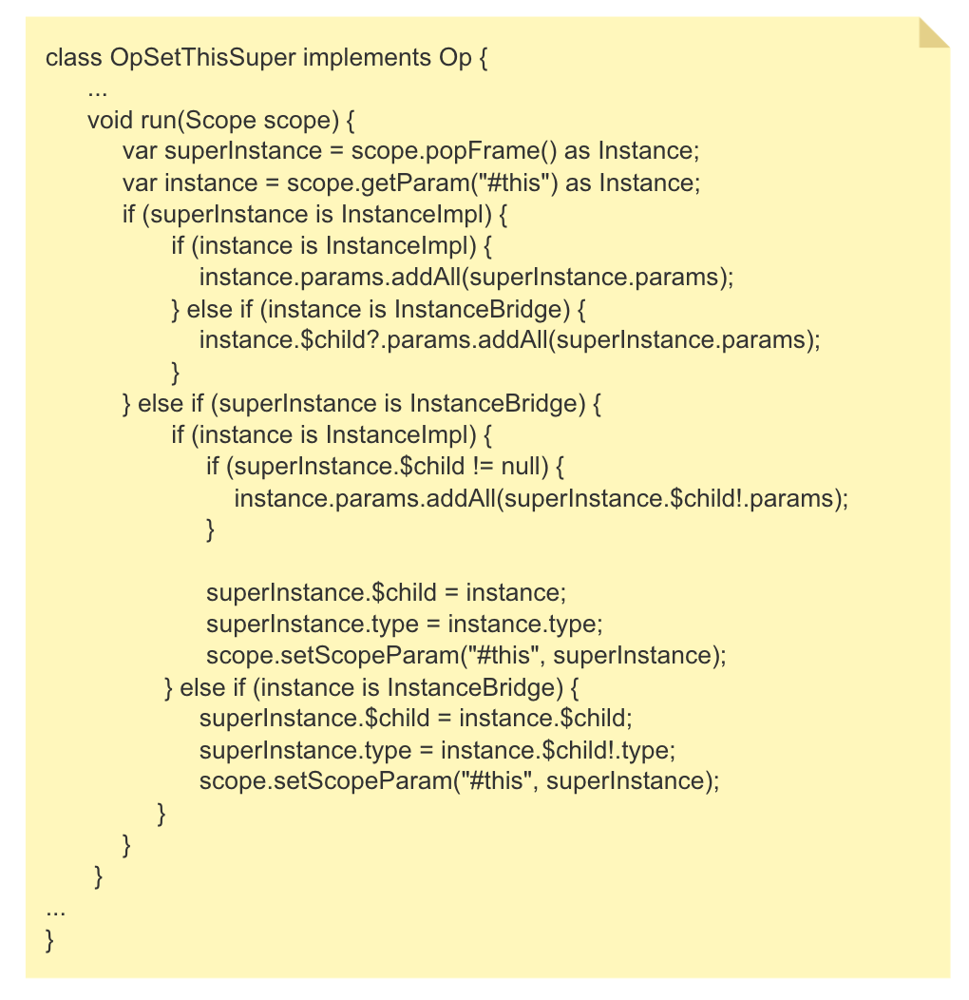 class OpSetThisSuper implements Op {
...
void run(Scope scope) {
var superInstance = scope.popFrame() as Instance;
var instance = scope.getParam("#this") as Instance;
if (superInstance is InstanceImpl) {
if (instance is InstanceImpl) {
instance.params.addAll(superInstance.params);
} else if (instance is InstanceBridge) {
instance.$child?.params.addAll(superInstance.params);
}
} else if (superInstance is InstanceBridge) {
if (instance is InstanceImpl) {
if (superInstance.$child != null) {
instance.params.addAll(superInstance.$child!.params);
}
superInstance.$child = instance;
superInstance.type = instance.type;
scope.setScopeParam("#this", superInstance);
} else if (instance is InstanceBridge) {
superInstance.$child = instance.$child;
superInstance.type = instance.$child!.type;
scope.setScopeParam("#this", superInstance);
}
}
}
...
}